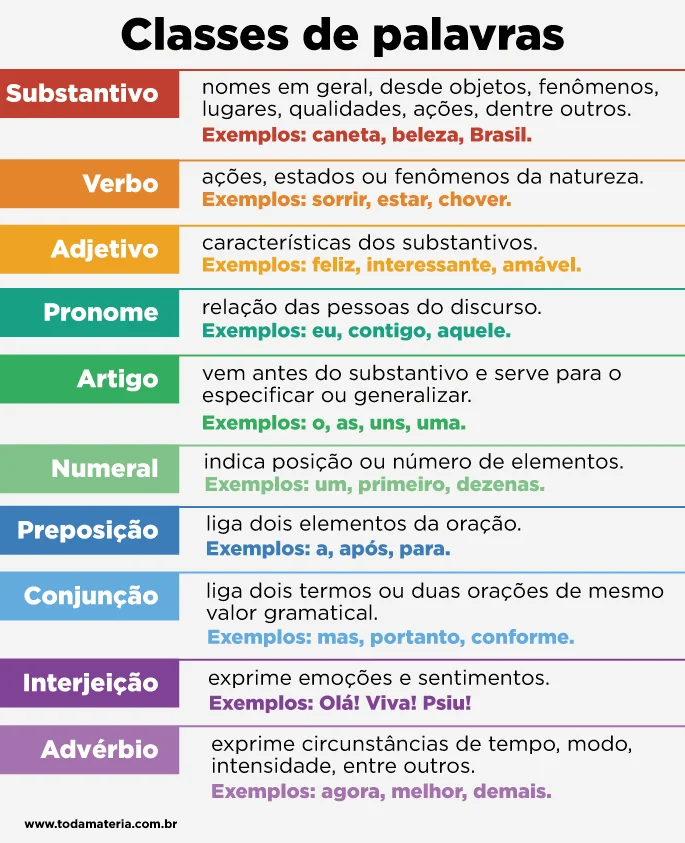 Classes de palavras
Substantivo
nomes em geral, desde objetos, fenômenos,
lugares, qualidades, ações, dentre outros.
Exemplos: caneta, beleza, Brasil.
Verbo
ações, estados ou fenômenos da natureza.
Exemplos: sorrir, estar, chover.
Adjetivo
características dos substantivos.
Exemplos: feliz, interessante, amável.
Pronome
relação das pessoas do discurso.
Exemplos: eu, contigo, aquele.
Artigo
vem antes do substantivo e serve para o
especificar ou generalizar.
Exemplos: o, as, uns, uma.
Numeral
indica posição ou número de elementos.
Exemplos: um, primeiro, dezenas.
Preposição
liga dois elementos da oração.
Exemplos: a, após, para.
Conjunção
liga dois termos ou duas orações de mesmo
valor gramatical.
Exemplos: mas, portanto, conforme.
Interjeição
exprime emoções e sentimentos.
Exemplos: Olá! Viva! Psiu!
Advérbio
exprime circunstâncias de tempo, modo,
intensidade, entre outros.
Exemplos: agora, melhor, demais.
www.todamateria.com.br